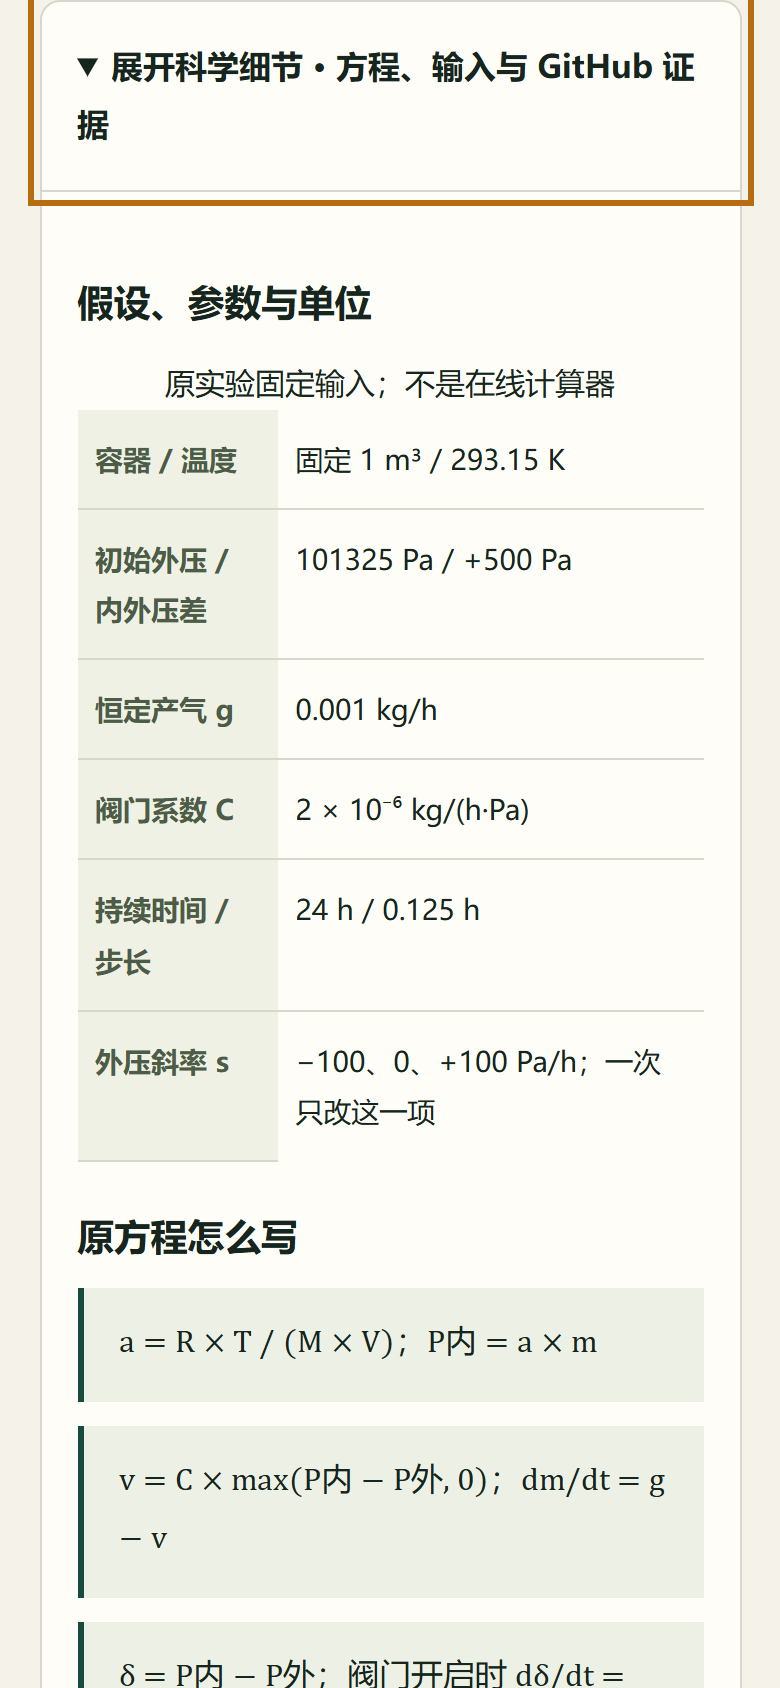 ▼ 展开科学细节 • 方程、输入与 GitHub 证
据
假设、参数与单位
原实验固定输入；不是在线计算器
容器 / 温度
固定 1 m³ / 293.15 K
初始外压 /
内外压差
101325 Pa / +500 Pa
恒定产气 g
0.001 kg/h
阀门系数 C
2 × 10⁻⁶ kg/(h·Pa)
持续时间 /
步长
24 h / 0.125 h
外压斜率 s
−100、0、+100 Pa/h；一次
只改这一项
原方程怎么写
a = R × T / (M × V)；P内 = a × m
v = C × max(P内 − P外, 0)；dm/dt = g
− v
δ = P内 − P外；阀门开启时 dδ/dt =